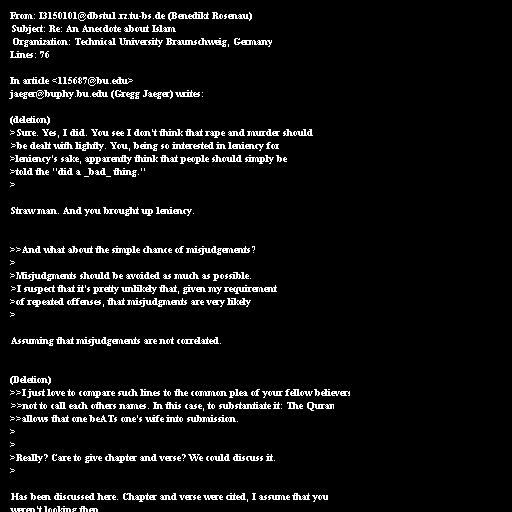 From: I3150101@dbstu1.rz.tu-bs.de (Benedikt Rosenau)
Subject: Re: An Anecdote about Islam
Organization: Technical University Braunschweig, Germany
Lines: 76

In article <115687@bu.edu>
jaeger@buphy.bu.edu (Gregg Jaeger) writes:

(deletion)
>Sure. Yes, I did. You see I don't think that rape and murder should
>be dealt with lightly. You, being so interested in leniency for
>leniency's sake, apparently think that people should simply be
>told the "did a _bad_ thing."
>

Straw man. And you brought up leniency.

>>And what about the simple chance of misjudgements?
>
>Misjudgments should be avoided as much as possible.
>I suspect that it's pretty unlikely that, given my requirement
>of repeated offenses, that misjudgments are very likely
>

Assuming that misjudgements are not correlated.

(Deletion)
>>I just love to compare such lines to the common plea of your fellow believers
>>not to call each others names. In this case, to substantiate it: The Quran
>>allows that one beATs one's wife into submission.
>
>
>Really? Care to give chapter and verse? We could discuss it.
>

Has been discussed here. Chapter and verse were cited, I assume that you
weren't looking then